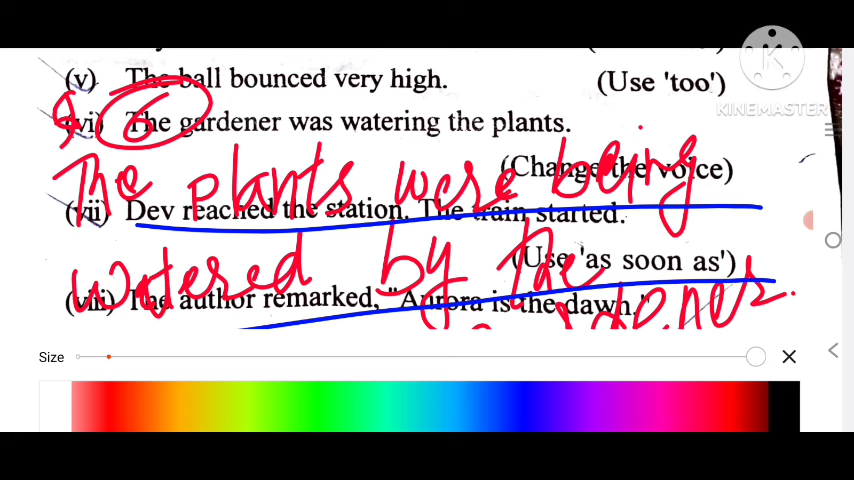 (v) The ball bounced very high. (Use 'too')
KINEMASTER
$ 6
(vi) The gardener was watering the plants.
(Change the voice)
The plants were being
(vii) Dev reached the station. The train started.
(Use 'as soon as')
watered by the
(viii) The author remarked, "Aurora is the dawn."
Size